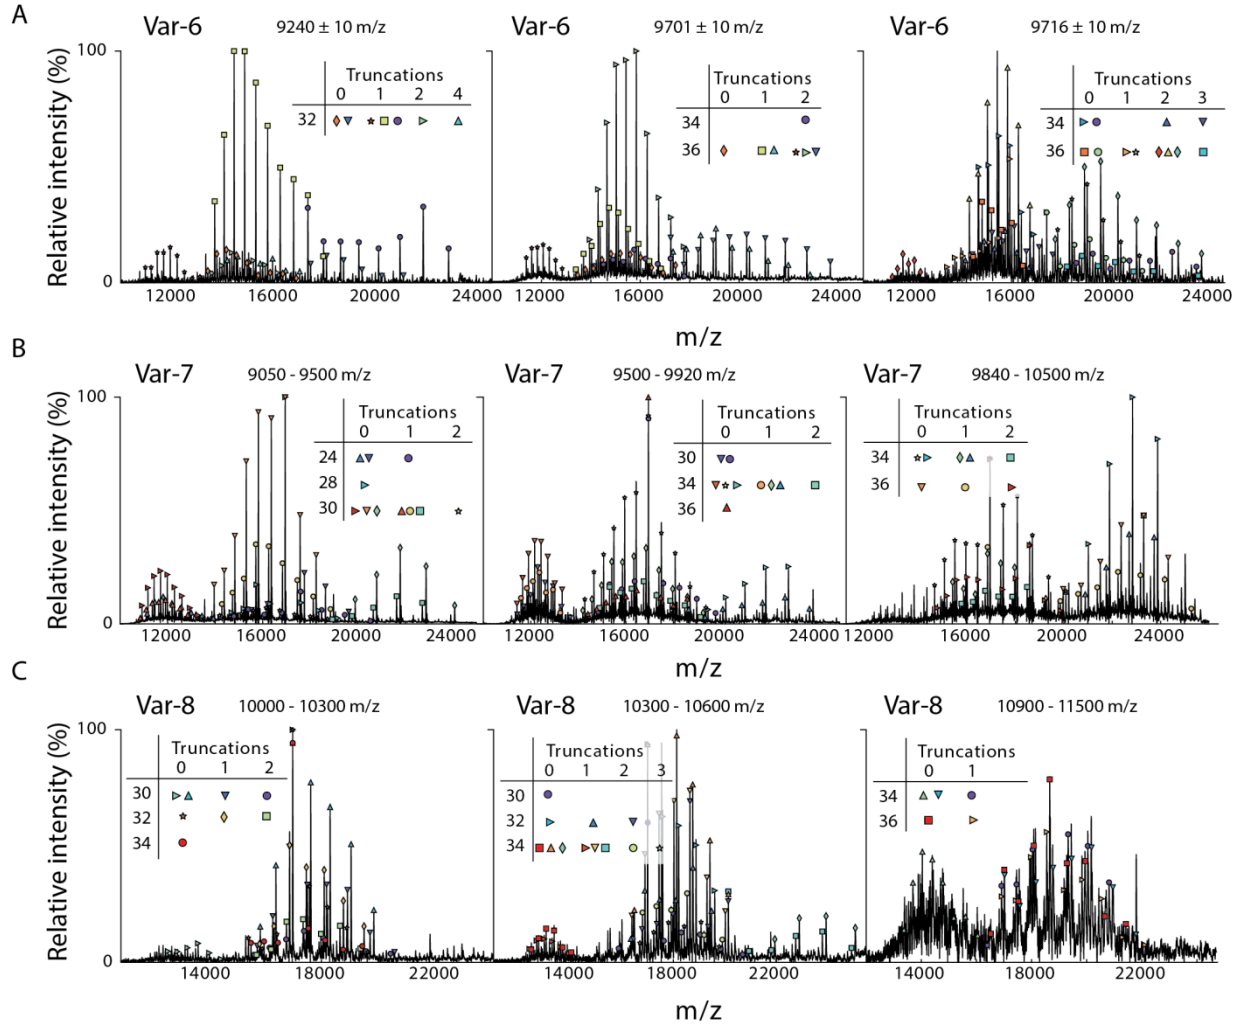 A
Var-6 9240 ± 10 m/z Var-6 9701 ± 10 m/z Var-6 9716 ± 10 m/z
Relative intensity (%)
100
0
Truncations
0 1 2 4
32
12000 16000 20000 24000
Truncations
0 1 2
34
36
12000 16000 20000 24000
Truncations
0 1 2 3
34
36
12000 16000 20000 24000
m/z
B
Var-7 9050 - 9500 m/z Var-7 9500 - 9920 m/z Var-7 9840 - 10500 m/z
Relative intensity (%)
100
0
Truncations
0 1 2
24
28
30
12000 16000 20000 24000
Truncations
0 1 2
30
34
36
12000 16000 20000 24000
Truncations
0 1 2
34
36
12000 16000 20000 24000
m/z
C
Var-8 10000 - 10300 m/z Var-8 10300 - 10600 m/z Var-8 10900 - 11500 m/z
Relative intensity (%)
100
0
Truncations
0 1 2
30
32
34
14000 18000 22000
Truncations
0 1 2 3
30
32
34
14000 18000 22000
Truncations
0 1
34
36
14000 18000 22000
m/z